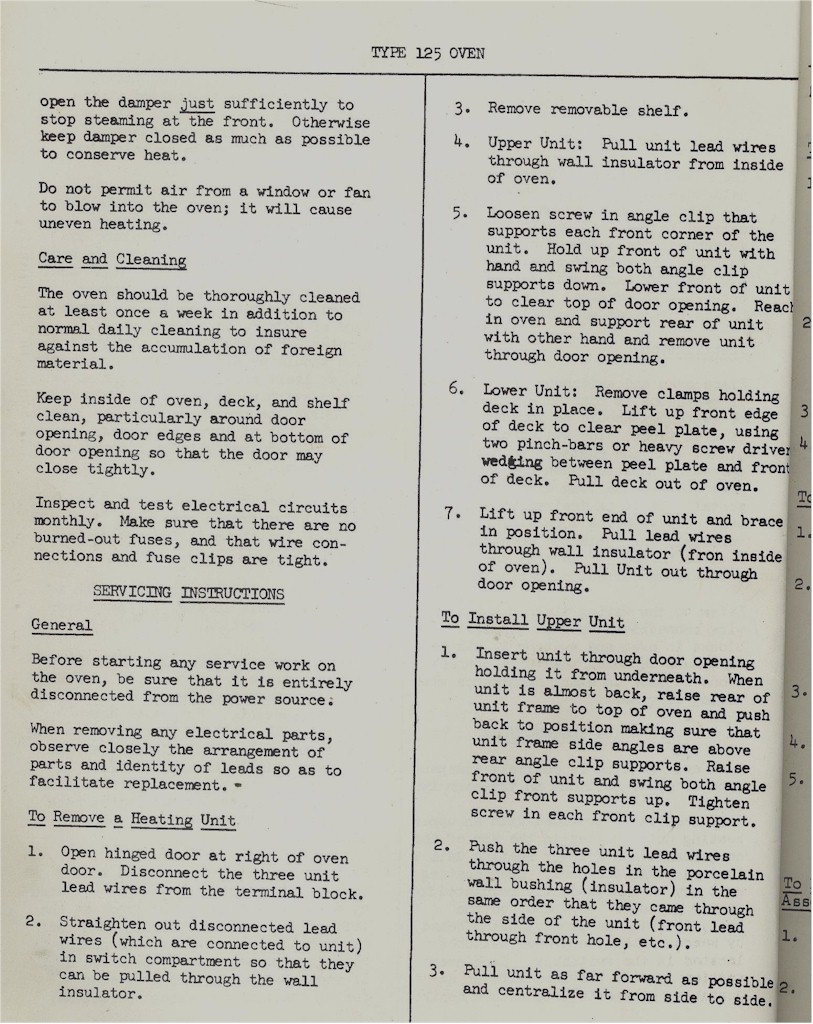 TYPE 125 OVEN
open the damper just sufficiently to
stop steaming at the front. Otherwise
keep damper closed as much as possible
to conserve heat.
Do not permit air from a window or fan
to blow into the oven; it will cause
uneven heating.
Care and Cleaning
The oven should be thoroughly cleaned
at least once a week in addition to
normal daily cleaning to insure
against the accumulation of foreign
material.
Keep inside of oven, deck, and shelf
clean, particularly around door
opening, door edges and at bottom of
door opening so that the door may
close tightly.
Inspect and test electrical circuits
monthly. Make sure that there are no
burned-out fuses, and that wire con-
nections and fuse clips are tight.
SERVICING INSTRUCTIONS
General
Before starting any service work on
the oven, be sure that it is entirely
disconnected from the power source.
When removing any electrical parts,
observe closely the arrangement of
parts and identity of leads so as to
facilitate replacement.
To Remove a Heating Unit
1. Open hinged door at right of oven
door. Disconnect the three unit
lead wires from the terminal block.
2. Straighten out disconnected lead
wires (which are connected to unit)
in switch compartment so that they
can be pulled through the wall
insulator.
3. Remove removable shelf.
4. Upper Unit: Pull unit lead wires
through wall insulator from inside
of oven.
5. Loosen screw in angle clip that
supports each front corner of the
unit. Hold up front of unit with
hand and swing both angle clip
supports down. Lower front of unit
to clear top of door opening. Reach
in oven and support rear of unit
with other hand and remove unit
through door opening.
6. Lower Unit: Remove clamps holding
deck in place. Lift up front edge
of deck to clear peel plate, using
two pinch-bars or heavy screw driver
wedging between peel plate and front
of deck. Pull deck out of oven.
7. Lift up front end of unit and brace
in position. Pull lead wires
through wall insulator (fron inside
of oven). Pull Unit out through
door opening.
To Install Upper Unit
1. Insert unit through door opening
holding it from underneath. When
unit is almost back, raise rear of
unit frame to top of oven and push
back to position making sure that
unit frame side angles are above
rear angle clip supports. Raise
front of unit and swing both angle
clip front supports up. Tighten
screw in each front clip support.
2. Push the three unit lead wires
through the holes in the porcelain
wall bushing (insulator) in the
same order that they came through
the side of the unit (front lead
through front hole, etc.).
3. Pull unit as far forward as possible
and centralize it from side to side.
2
3
4
To
1.
2.
3.
4.
5.
To
Ass
1.
2.